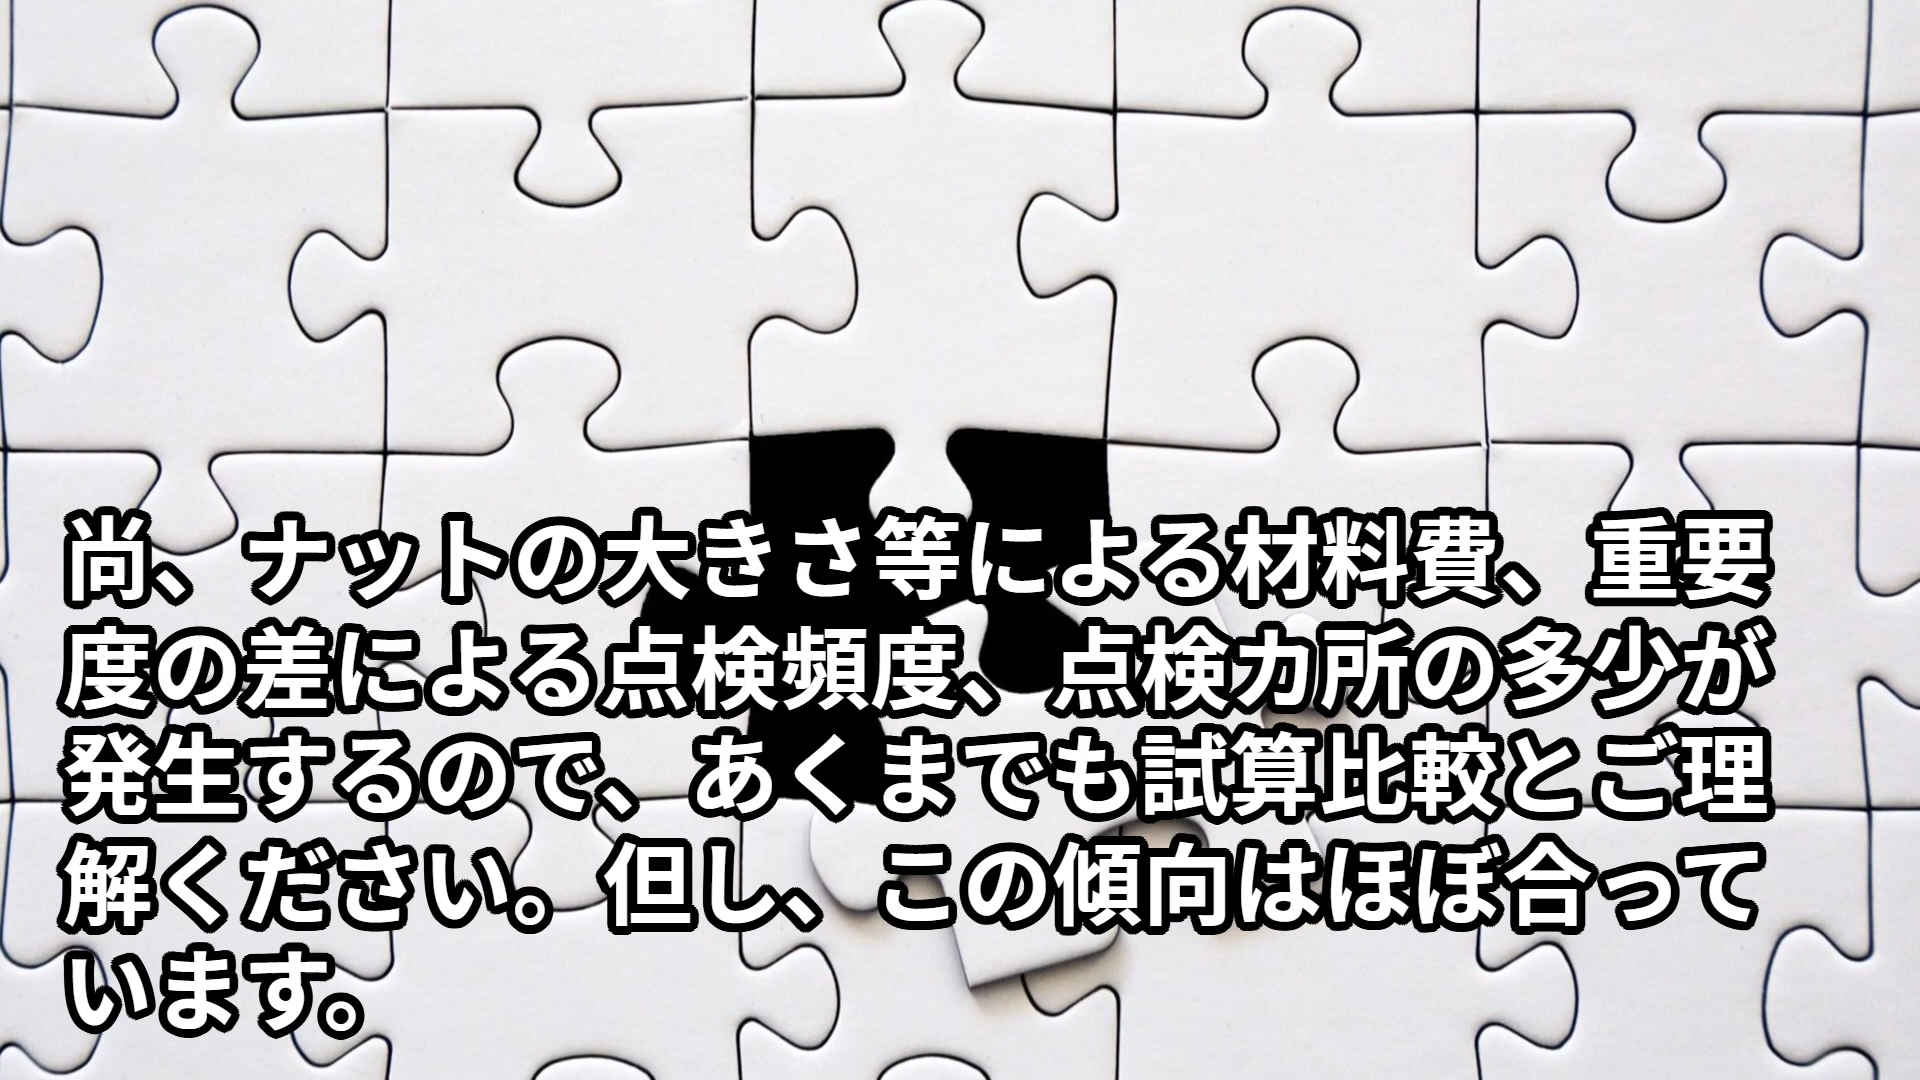 尚、ナットの大きさ等による材料費、重要
度の差による点検頻度、点検カ所の多少が
発生するので、あくまでも試算比較とご理
解ください。但し、この傾向はほぼ合って
います。